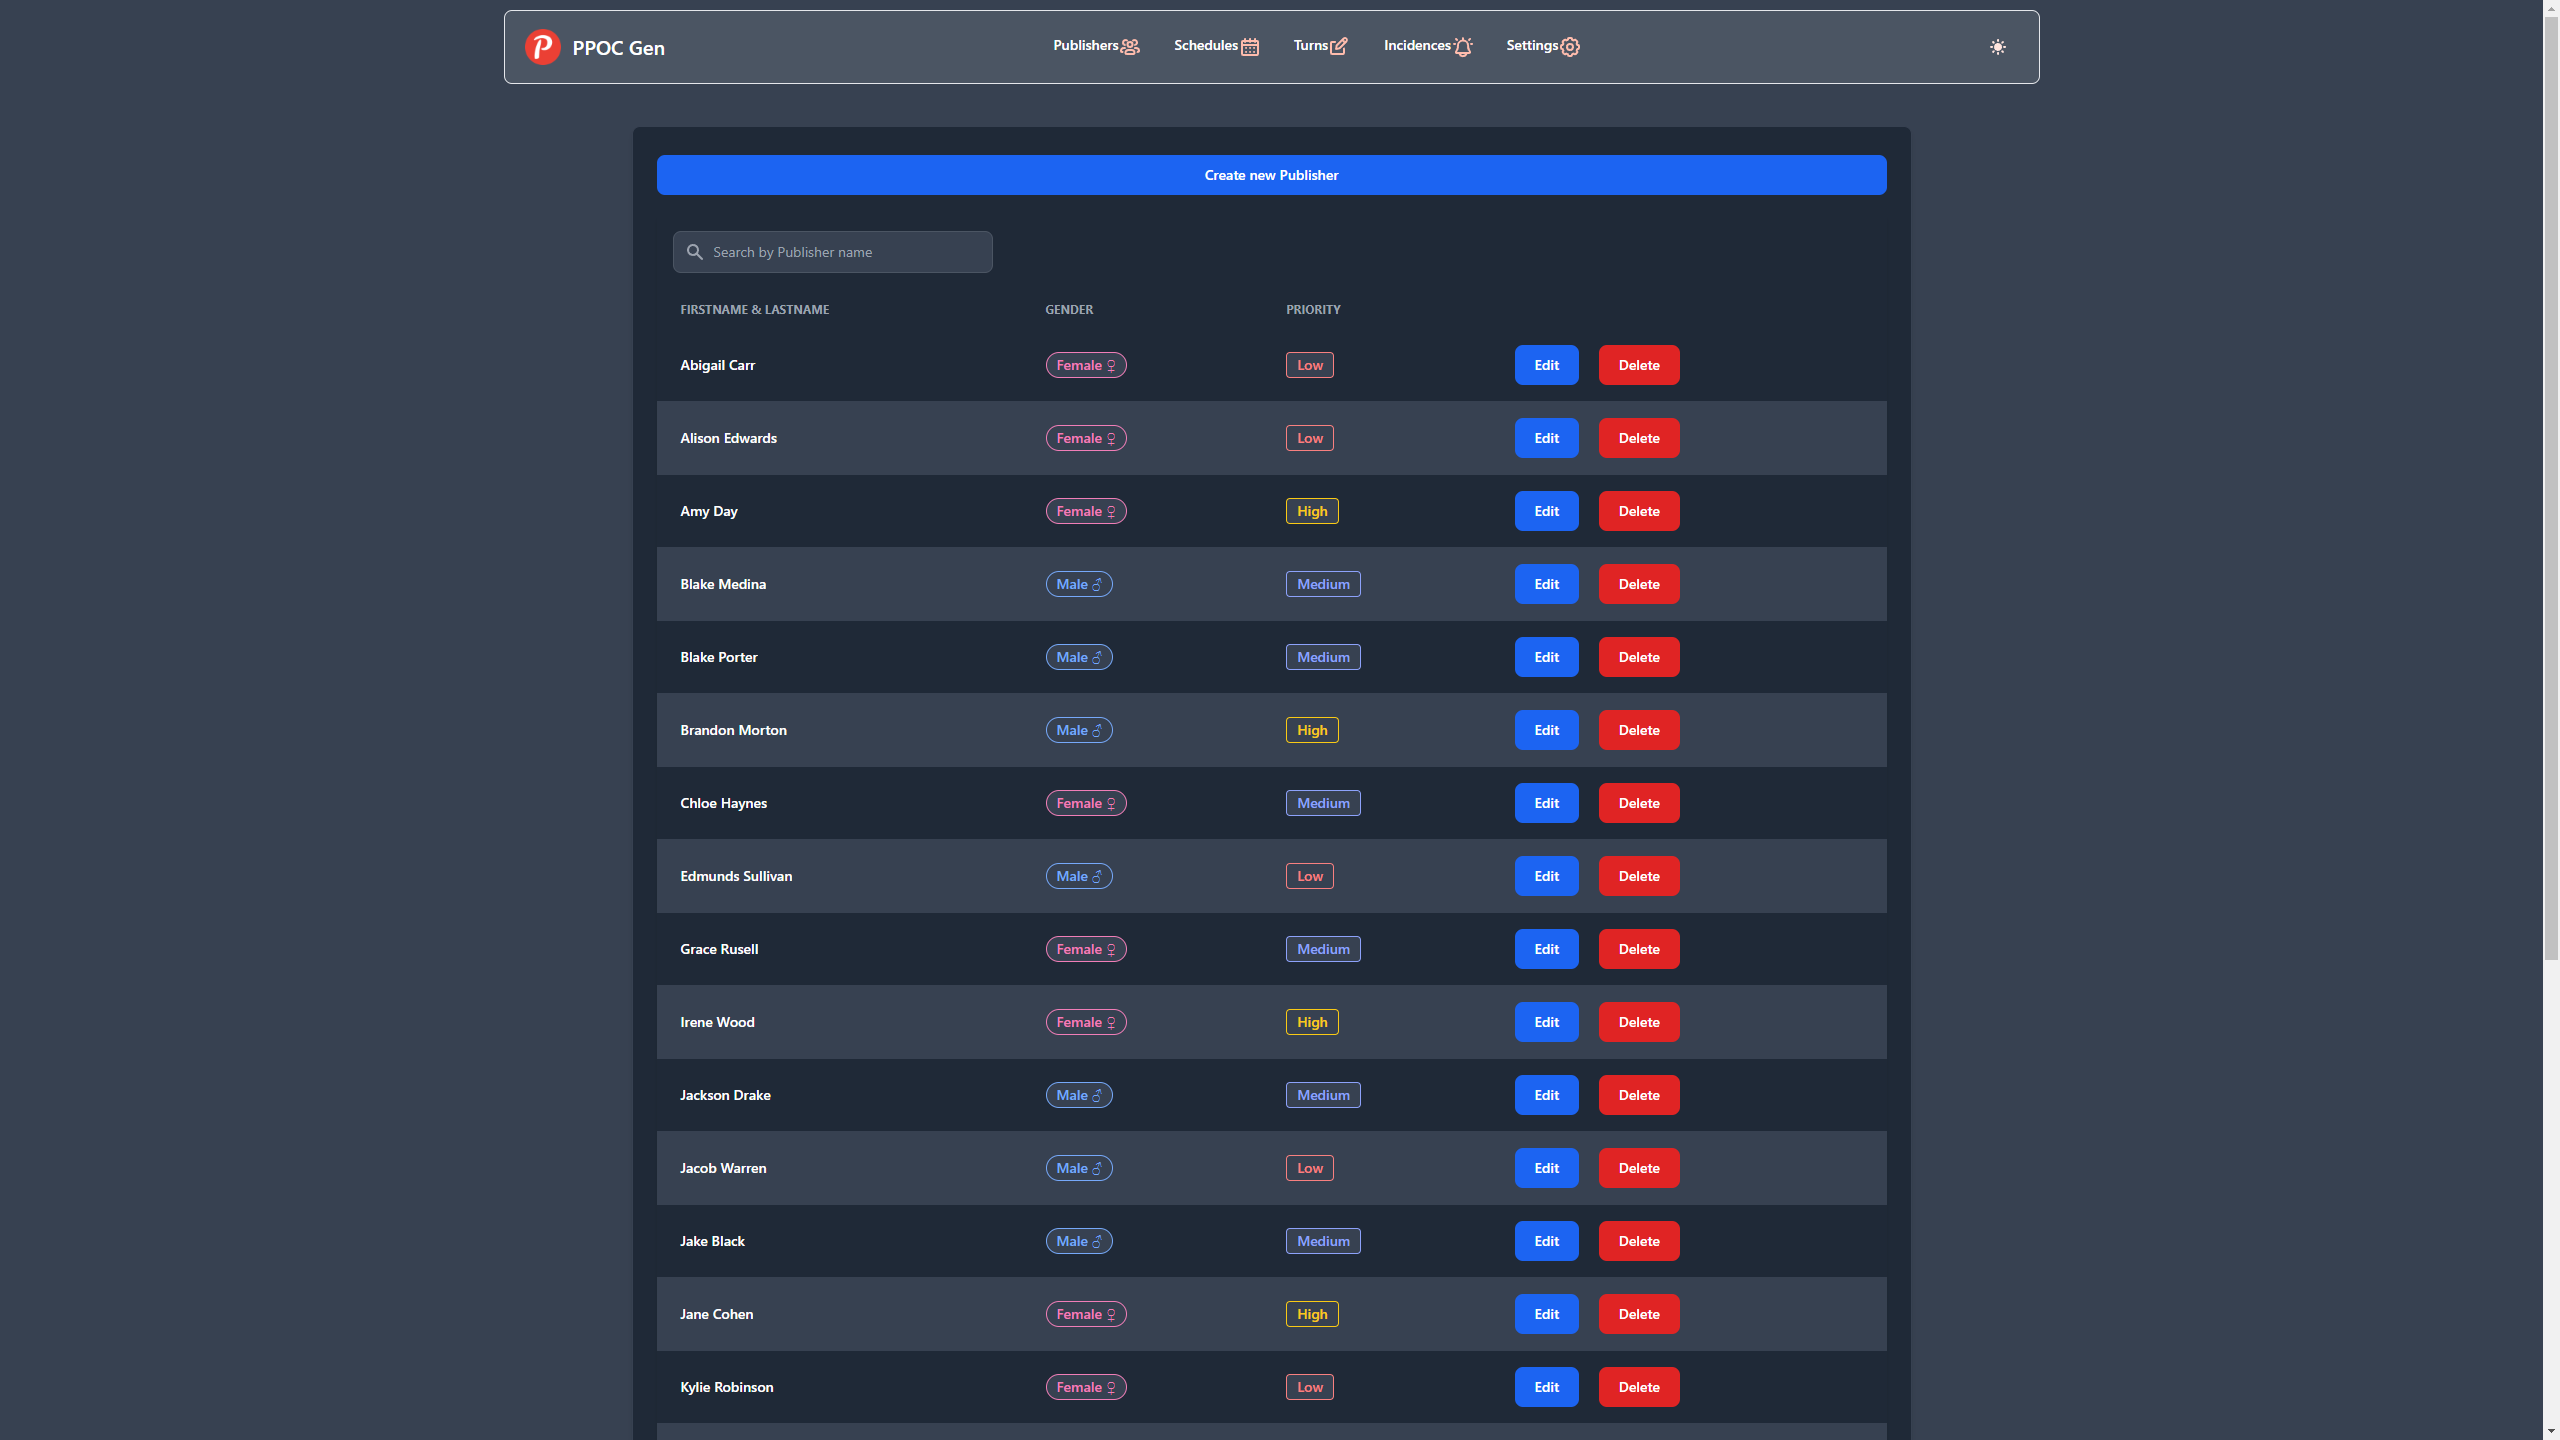 PPOC Gen Publishers Schedules Turns Incidences Settings
Create new Publisher
Search by Publisher name
FIRSTNAME & LASTNAME GENDER PRIORITY
Abigail Carr Female ♀ Low Edit Delete
Alison Edwards Female ♀ Low Edit Delete
Amy Day Female ♀ High Edit Delete
Blake Medina Male ♂ Medium Edit Delete
Blake Porter Male ♂ Medium Edit Delete
Brandon Morton Male ♂ High Edit Delete
Chloe Haynes Female ♀ Medium Edit Delete
Edmunds Sullivan Male ♂ Low Edit Delete
Grace Rusell Female ♀ Medium Edit Delete
Irene Wood Female ♀ High Edit Delete
Jackson Drake Male ♂ Medium Edit Delete
Jacob Warren Male ♂ Low Edit Delete
Jake Black Male ♂ Medium Edit Delete
Jane Cohen Female ♀ High Edit Delete
Kylie Robinson Female ♀ Low Edit Delete